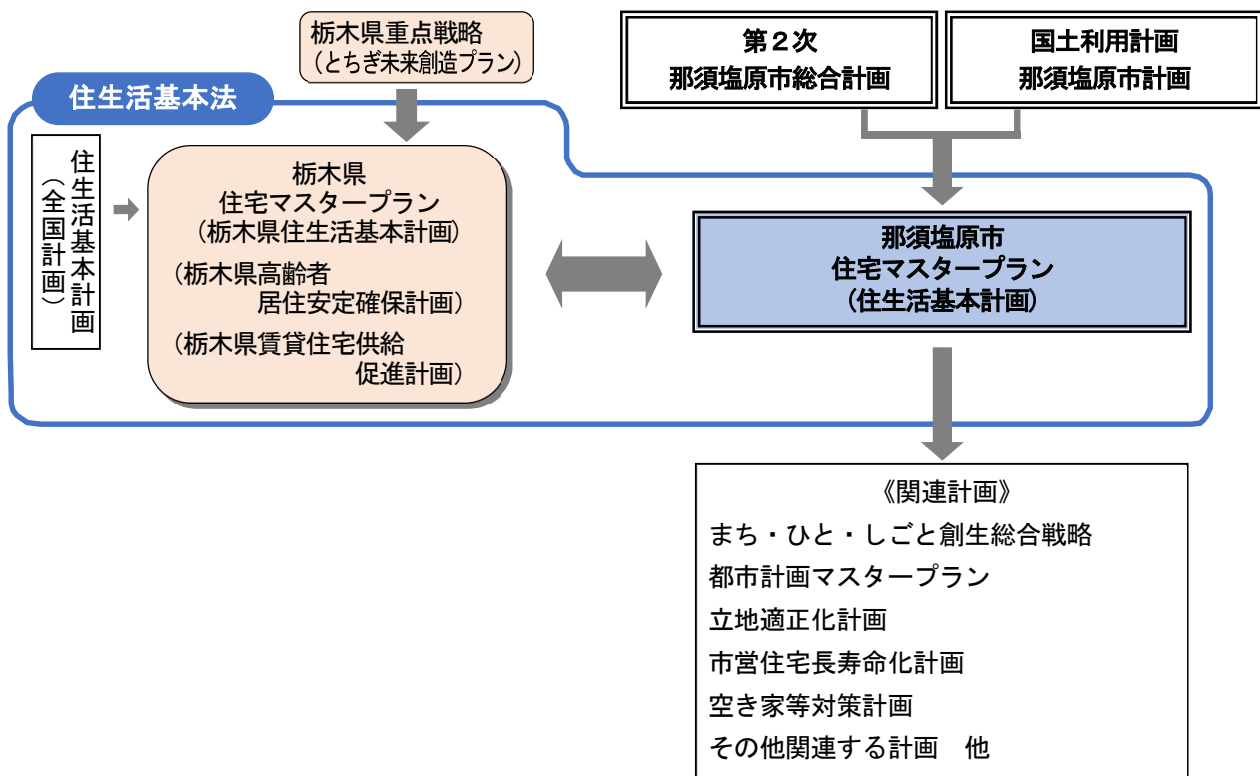 栃木県重点戦略
（とちぎ未来創造プラン）
第２次
那須塩原市総合計画
国土利用計画
那須塩原市計画
住生活基本法
住生活基本計画
（全国計画）
栃木県
住宅マスタープラン
（栃木県住生活基本計画）
（栃木県高齢者
居住安定確保計画）
（栃木県賃貸住宅供給
促進計画）
那須塩原市
住宅マスタープラン
（住生活基本計画）
《関連計画》
まち・ひと・しごと創生総合戦略
都市計画マスタープラン
立地適正化計画
市営住宅長寿命化計画
空き家等対策計画
その他関連する計画　他